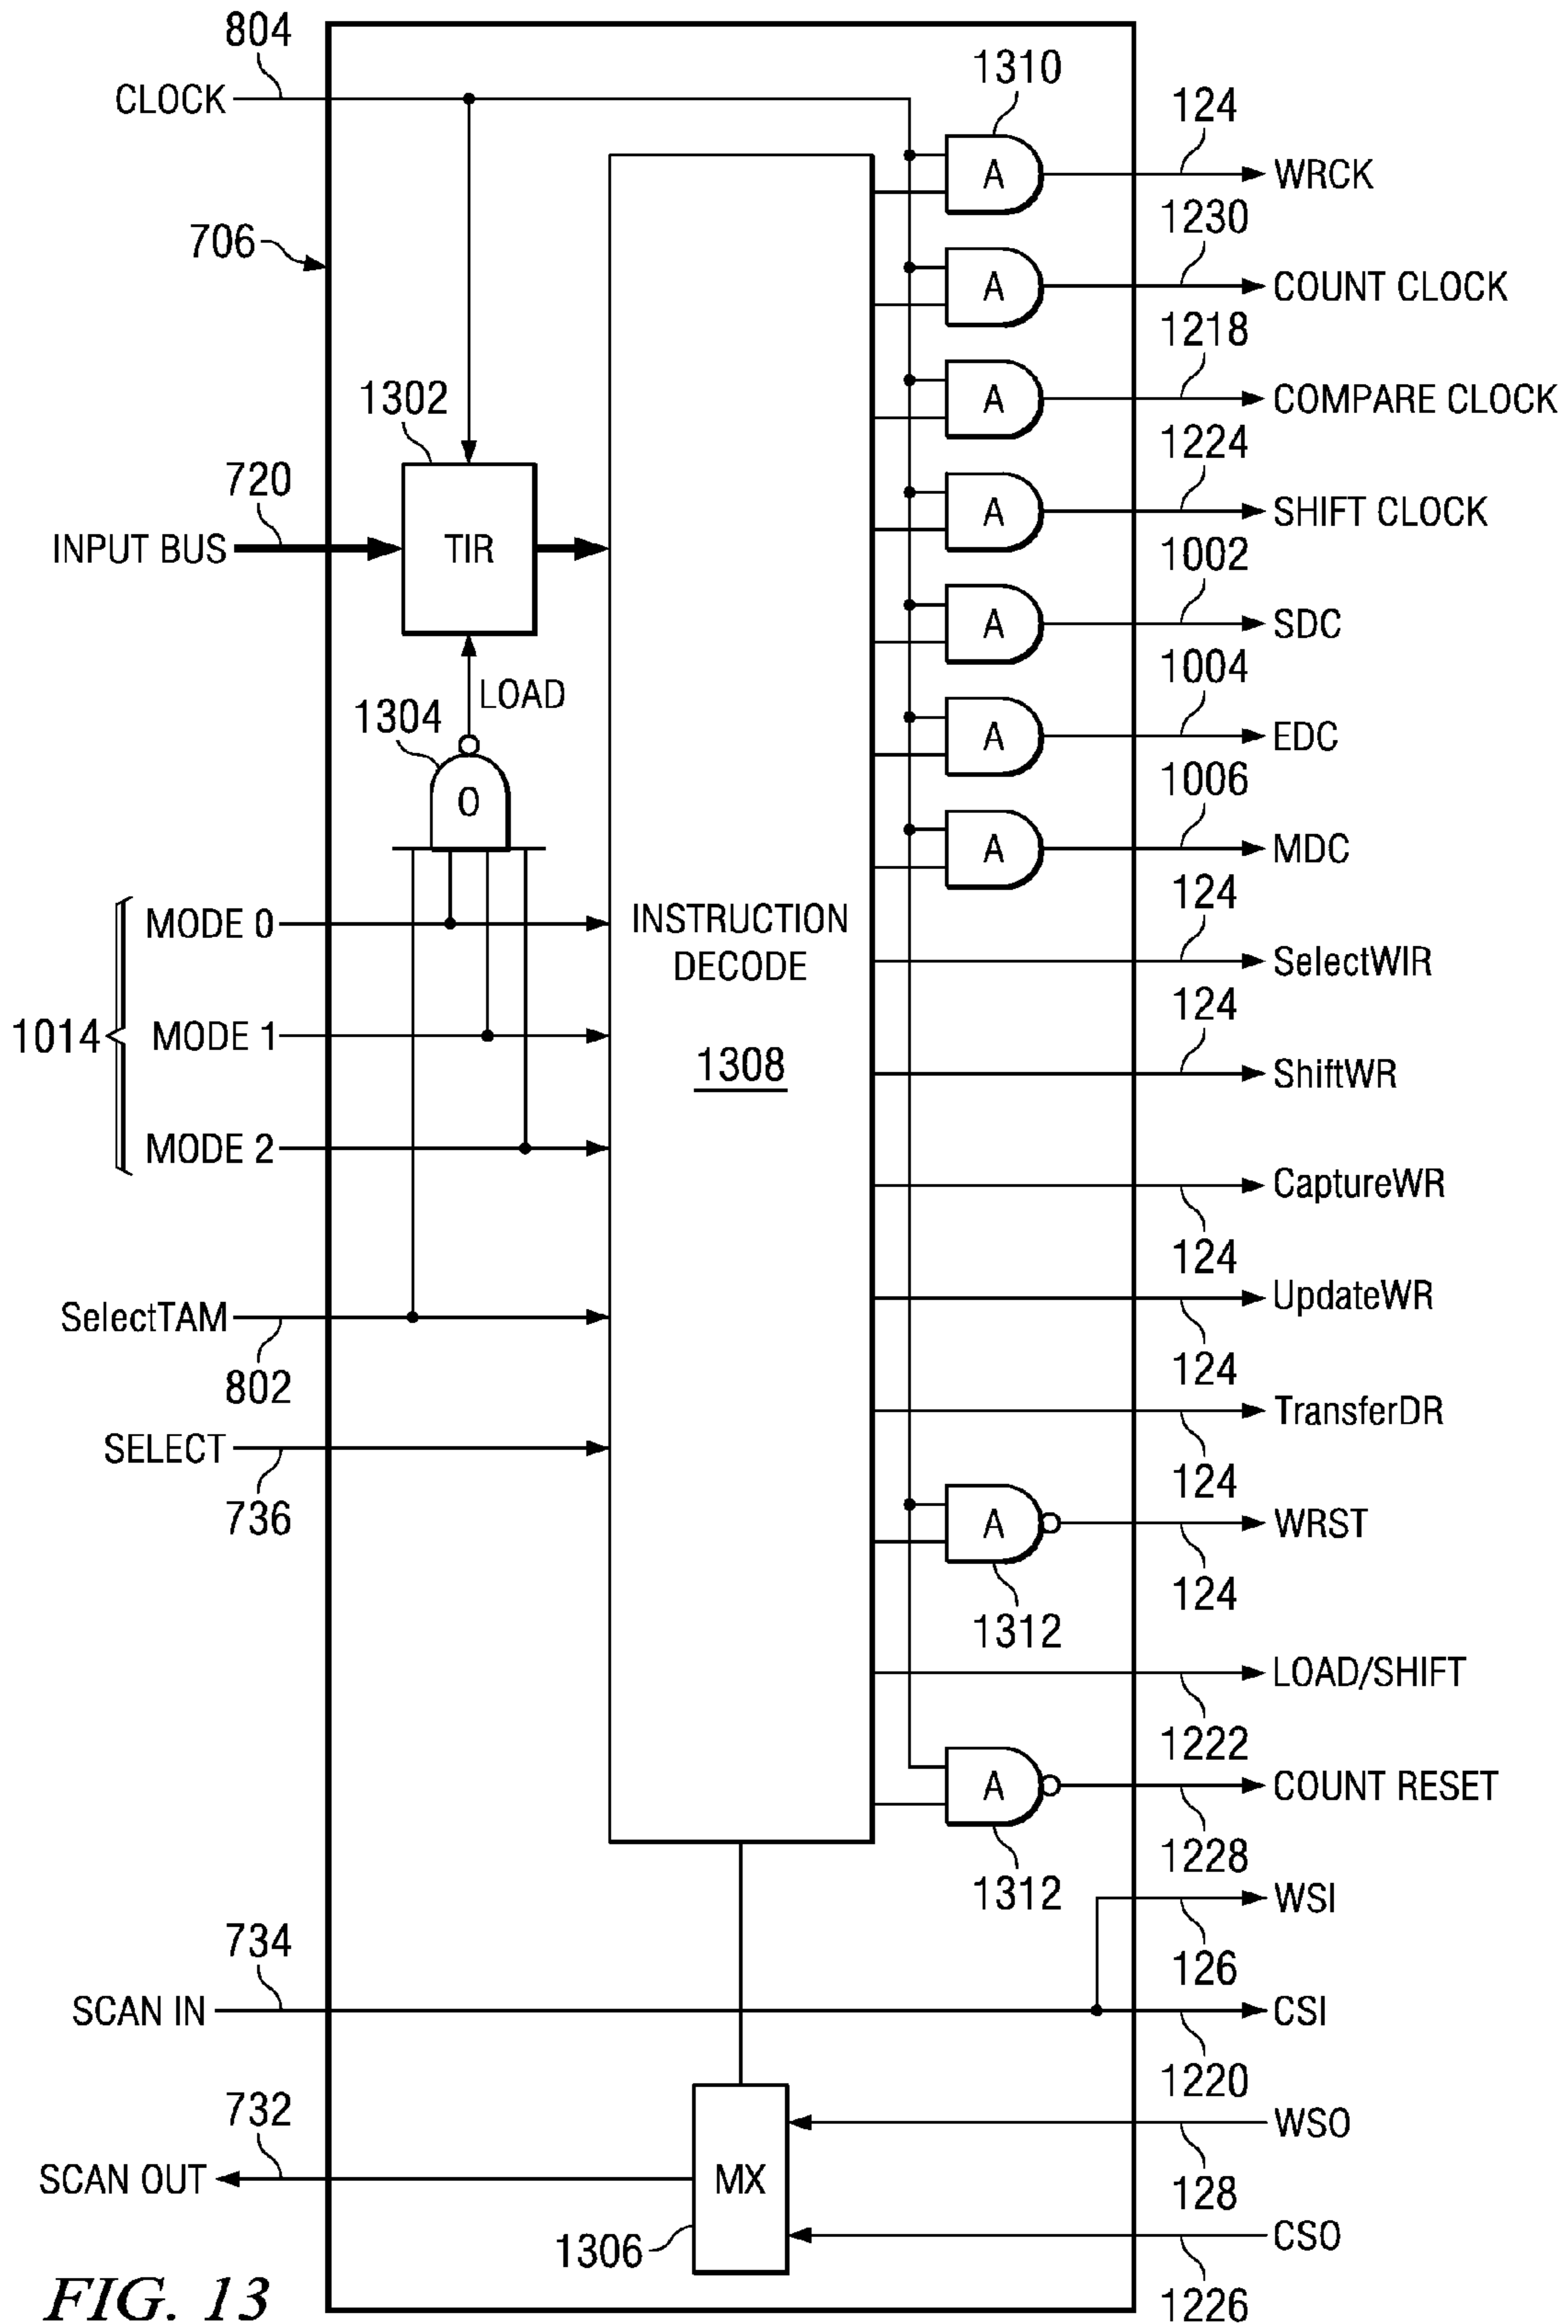 804
CLOCK
1310
A
124
WRCK
706
1230
A
COUNT CLOCK
1218
A
COMPARE CLOCK
1302
1224
A
SHIFT CLOCK
720
INPUT BUS
TIR
1002
A
SDC
LOAD
1304
O
1004
A
EDC
1006
A
MDC
1014
MODE 0
MODE 1
MODE 2
INSTRUCTION
DECODE
1308
124
SelectWIR
124
ShiftWR
CaptureWR
124
SelectTAM
802
UpdateWR
124
SELECT
736
TransferDR
124
A
WRST
124
1312
LOAD/SHIFT
1222
A
COUNT RESET
1228
1312
WSI
126
734
SCAN IN
CSI
1220
732
SCAN OUT
MX
1306
WSO
128
CSO
1226
FIG. 13